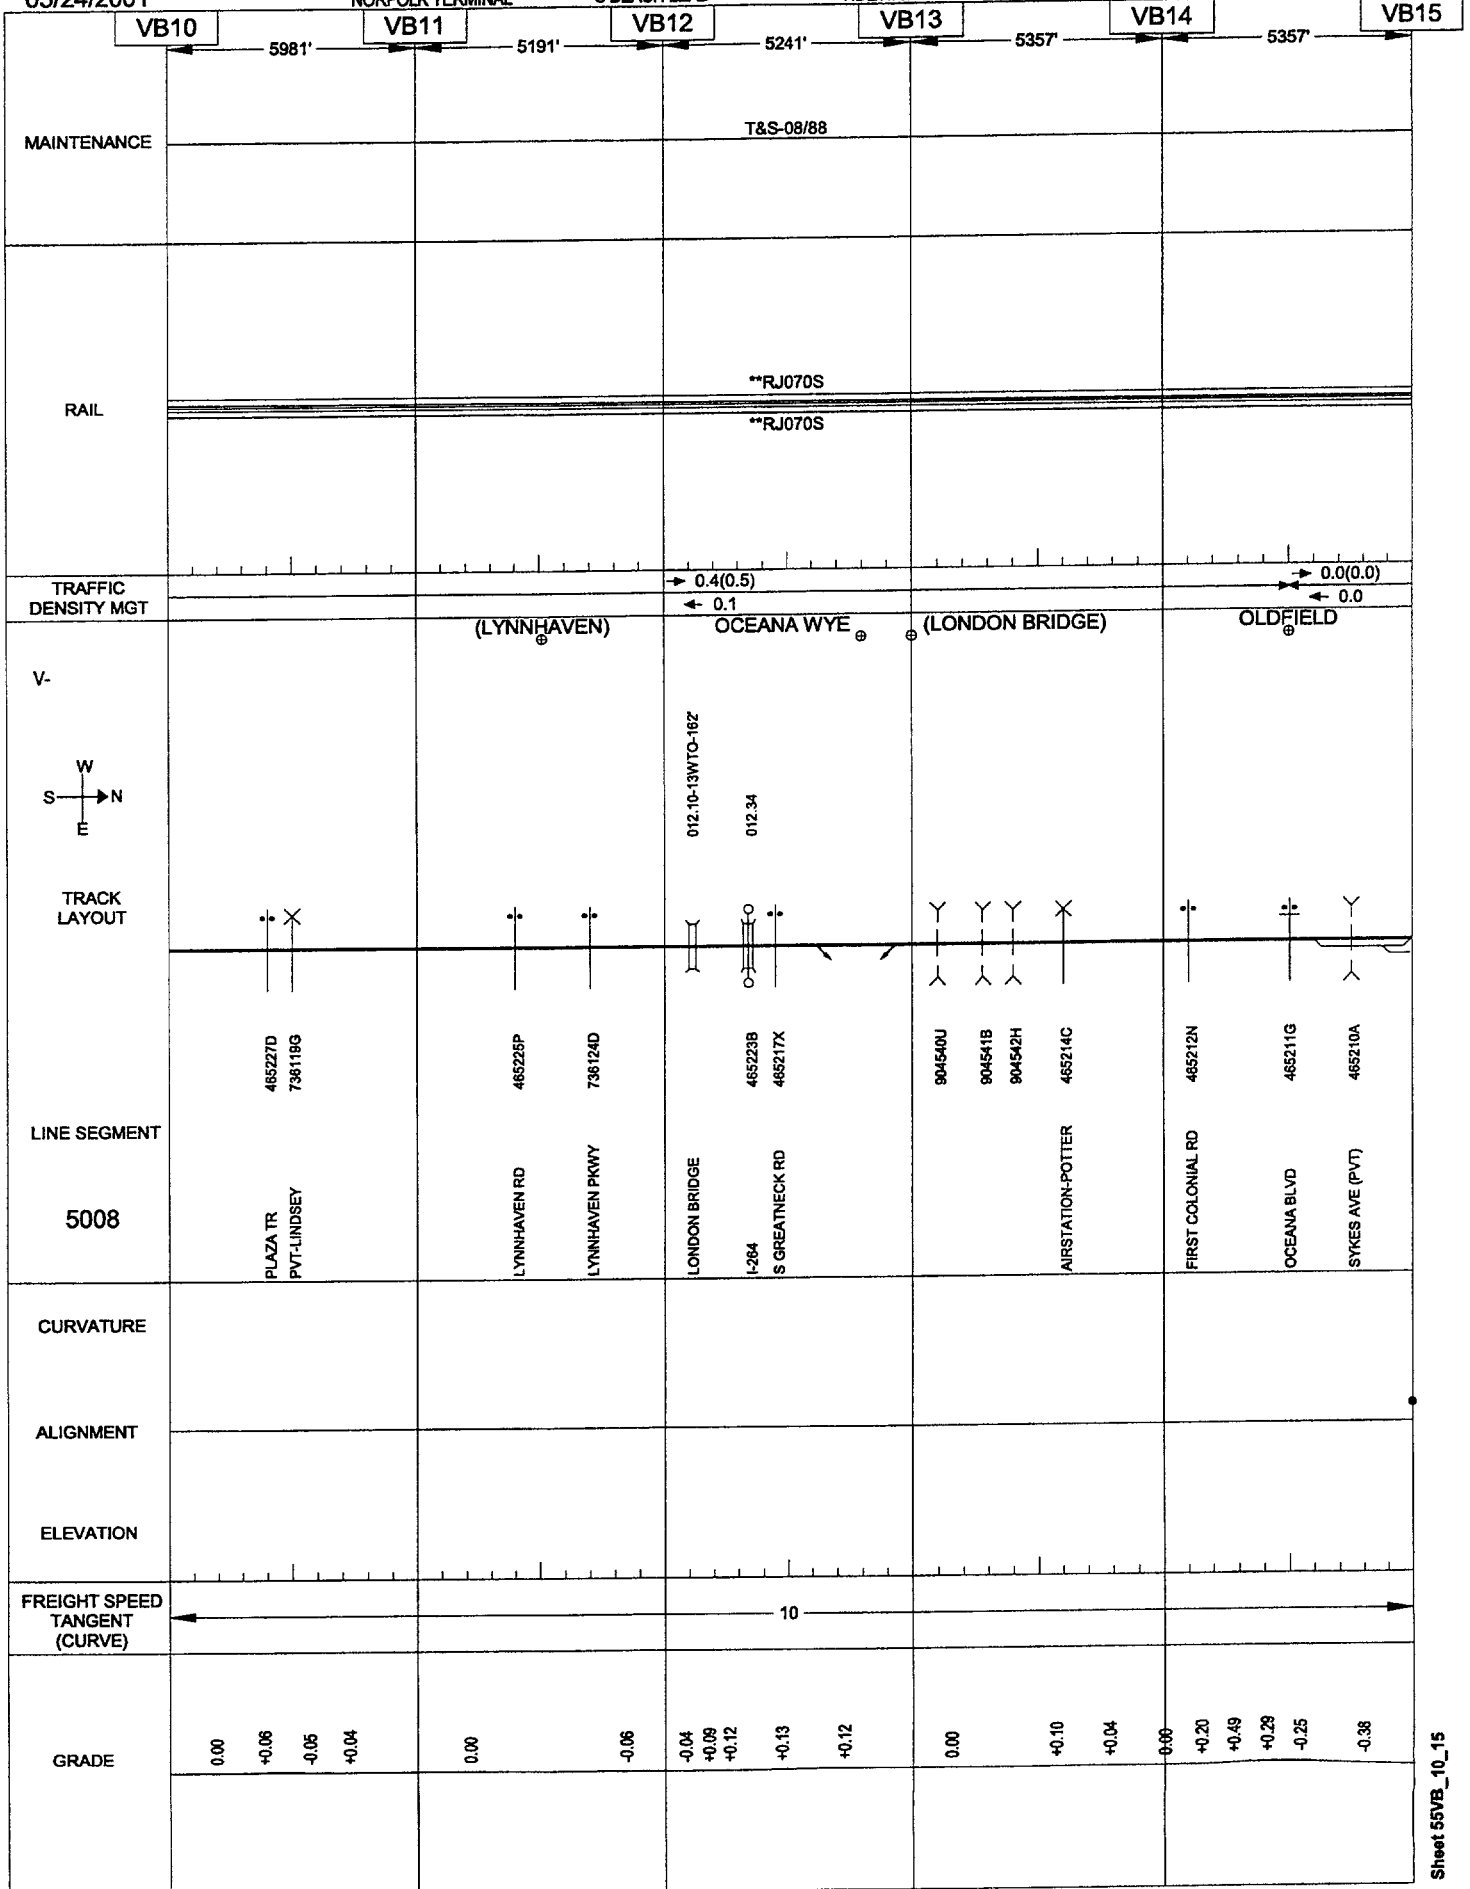 VB10 VB11 VB12 VB13 VB14 VB15
5981' 5191' 5241' 5357' 5357'
MAINTENANCE
T&S-08/88
RAIL
**RJ070S
**RJ070S
TRAFFIC
DENSITY MGT
0.4(0.5)
0.1
0.0(0.0)
0.0
(LYNNHAVEN) OCEANA WYE (LONDON BRIDGE) OLDFIELD
V-
W
S N
E
012.10-13WTO-162'
012.34
TRACK
LAYOUT
465227D
736119G
465225P
736124D
465223B
465217X
904540U
904541B
904542H
465214C
465212N
465211G
465210A
LINE SEGMENT
5008
PLAZA TR
PVT-LINDSEY
LYNNHAVEN RD
LYNNHAVEN PKWY
LONDON BRIDGE
I-264
S GREATNECK RD
AIRSTATION-POTTER
FIRST COLONIAL RD
OCEANA BLVD
SYKES AVE (PVT)
CURVATURE
ALIGNMENT
ELEVATION
FREIGHT SPEED
TANGENT
(CURVE)
10
GRADE
0.00
+0.06
-0.05
+0.04
0.00
-0.06
-0.04
+0.09
+0.12
+0.13
+0.12
0.00
+0.10
+0.04
0.00
+0.20
+0.49
+0.29
-0.25
-0.38
Sheet 55VB_10_15